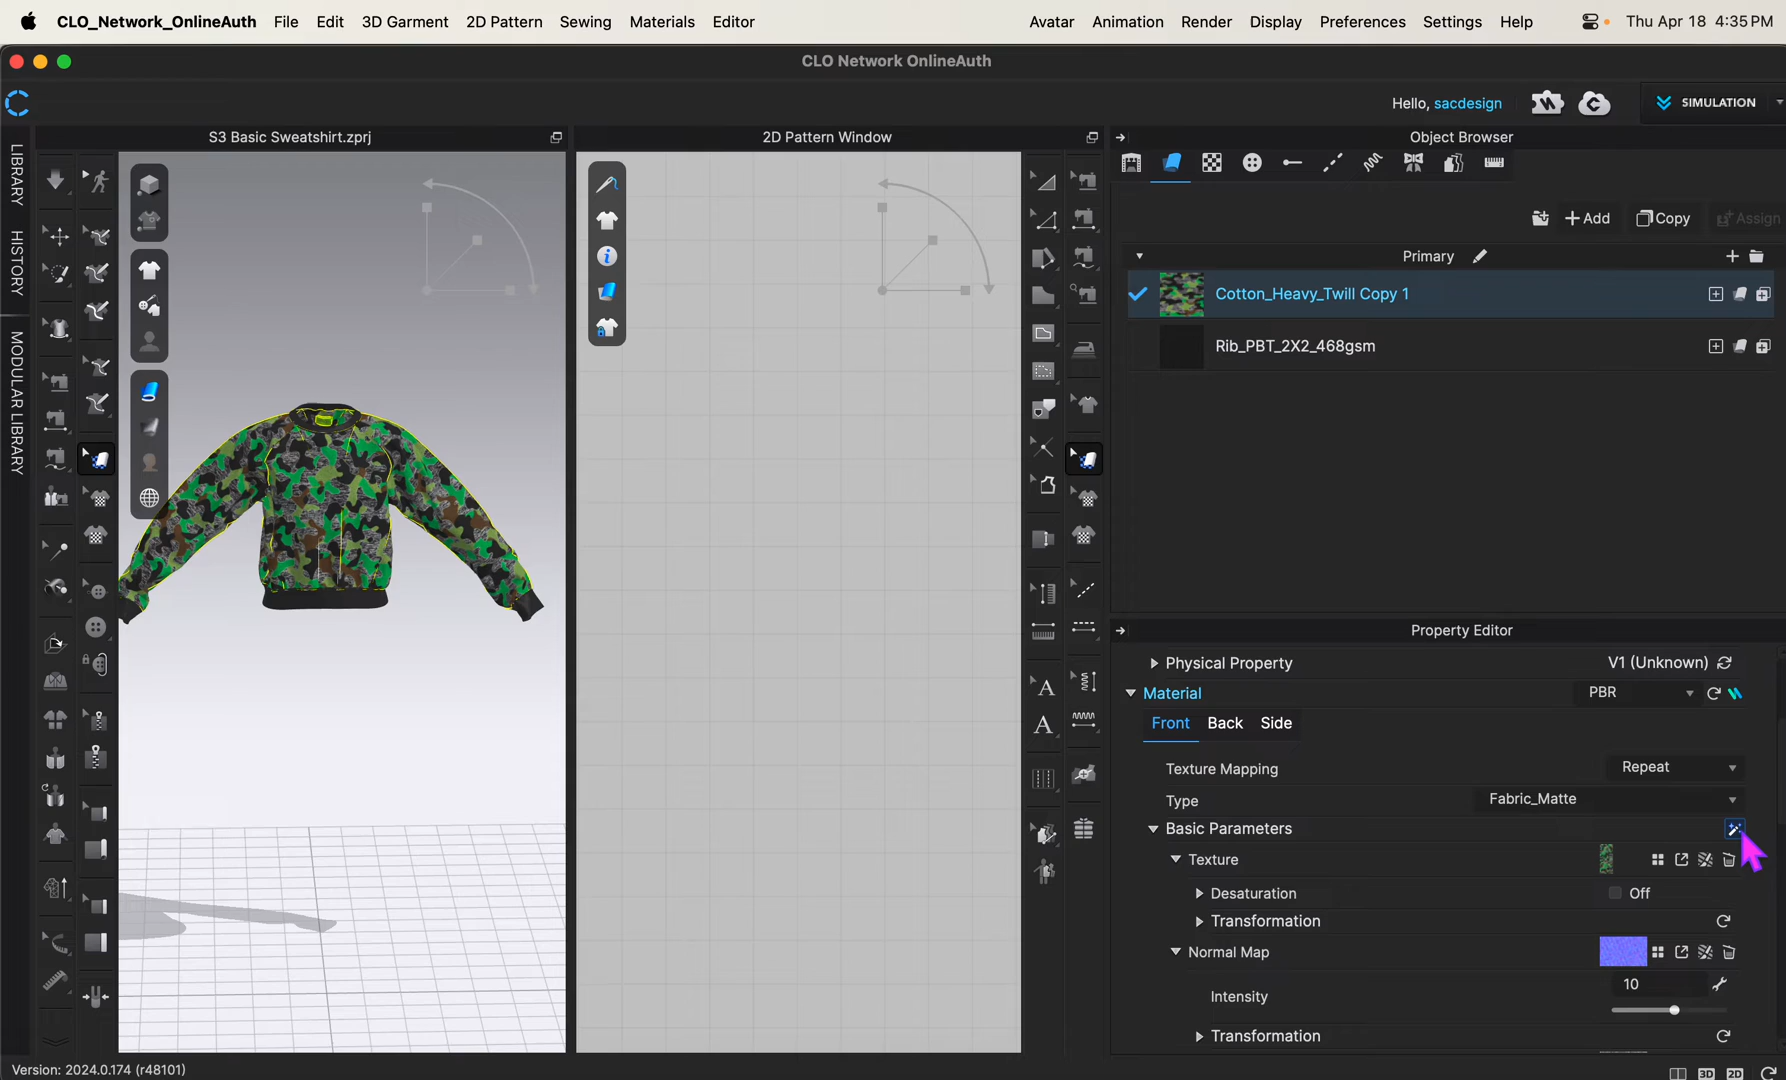 CLO_Network_OnlineAuth File Edit 3D Garment 2D Pattern Sewing Materials Editor Avatar Animation Render Display Preferences Settings Help Thu Apr 18 4:35 PM
CLO Network OnlineAuth
Hello, sacdesign
SIMULATION
S3 Basic Sweatshirt.zprj
2D Pattern Window
Object Browser
LIBRARY
HISTORY
MODULAR LIBRARY
+ Add
Copy
Assign
Primary
Cotton_Heavy_Twill Copy 1
Rib_PBT_2X2_468gsm
Property Editor
Physical Property V1 (Unknown)
Material PBR
Front Back Side
Texture Mapping Repeat
Type Fabric_Matte
Basic Parameters
Texture
Desaturation Off
Transformation
Normal Map
Intensity 10
Transformation
Version: 2024.0.174 (r48101)
3D 2D